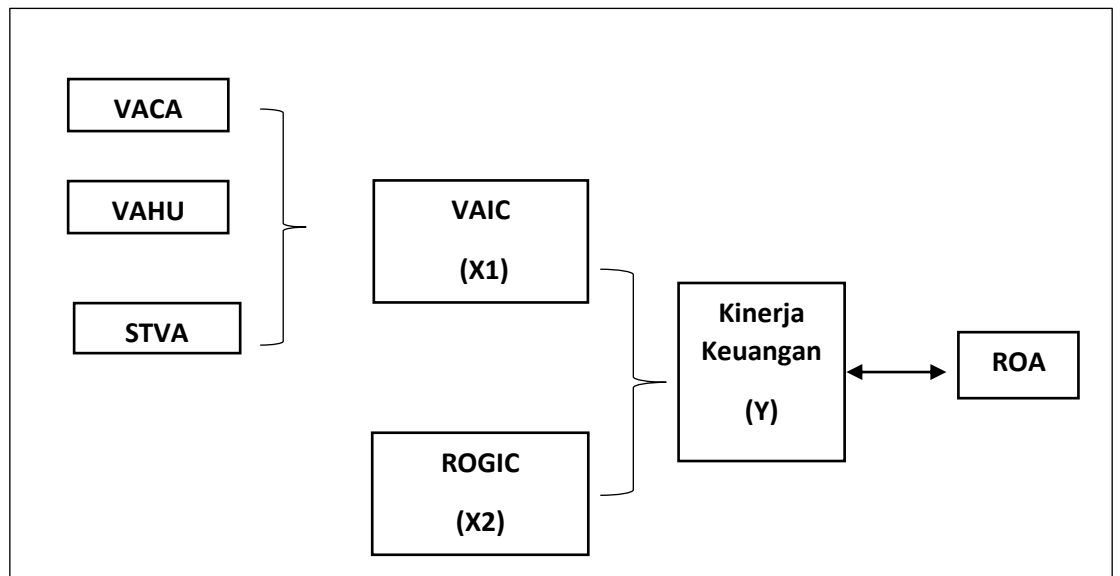 VACA
VAHU
STVA
VAIC
(X1)
ROGIC
(X2)
Kinerja
Keuangan
(Y)
ROA